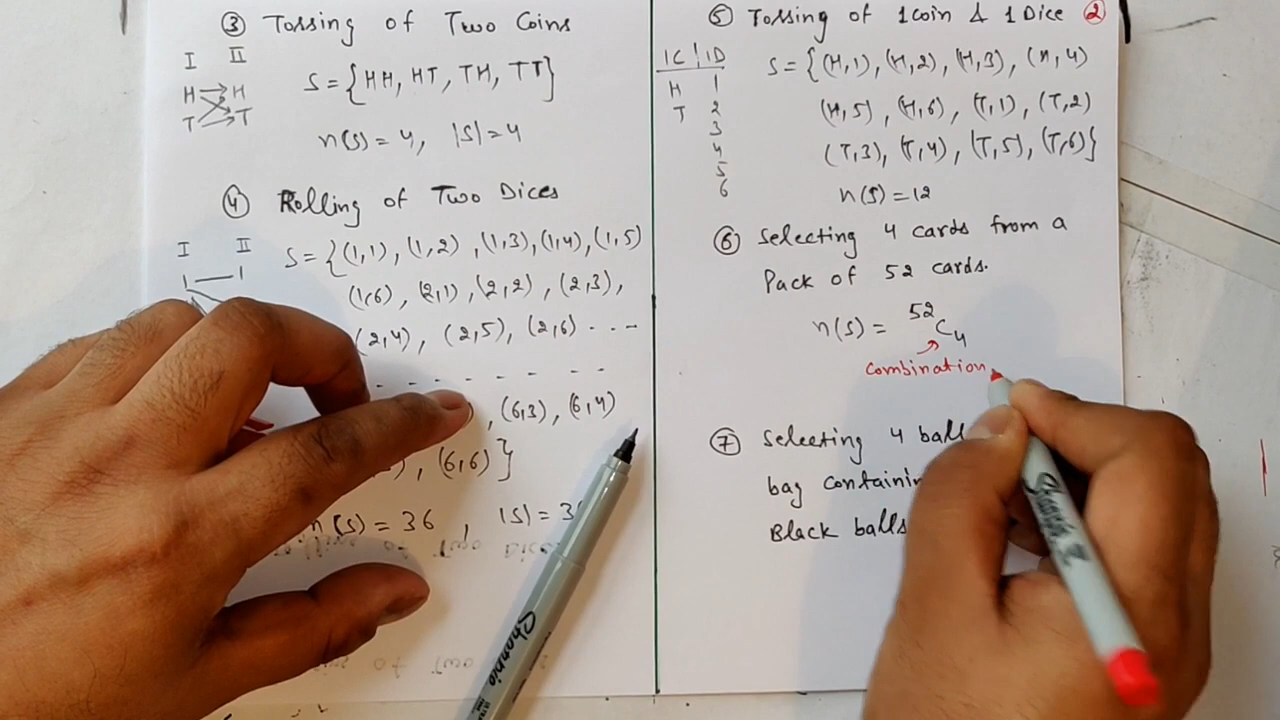 ③ Tossing of Two Coins
I II
H H
T T
S = {HH, HT, TH, TT}
n(S) = 4, |S| = 4
④ Rolling of Two Dices
I II
1 1
S = {(1,1), (1,2), (1,3), (1,4), (1,5)
(1,6), (2,1), (2,2), (2,3),
(2,4), (2,5), (2,6) - - -
- - - - - - -
, (6,3), (6,4)
, (6,6)}
n(S) = 36 , |S| = 3
⑤ Tossing of 1 Coin & 1 Dice ②
1C | 1D
H 1
T 2
3
4
5
6
S = {(H,1), (H,2), (H,3), (H,4)
(H,5), (H,6), (T,1), (T,2)
(T,3), (T,4), (T,5), (T,6)}
n(S) = 12
⑥ Selecting 4 cards from a
Pack of 52 cards.
n(S) = ⁵²C₄
Combination
⑦ Selecting 4 ball
bag containin
Black balls
Sharpie
Sharpie